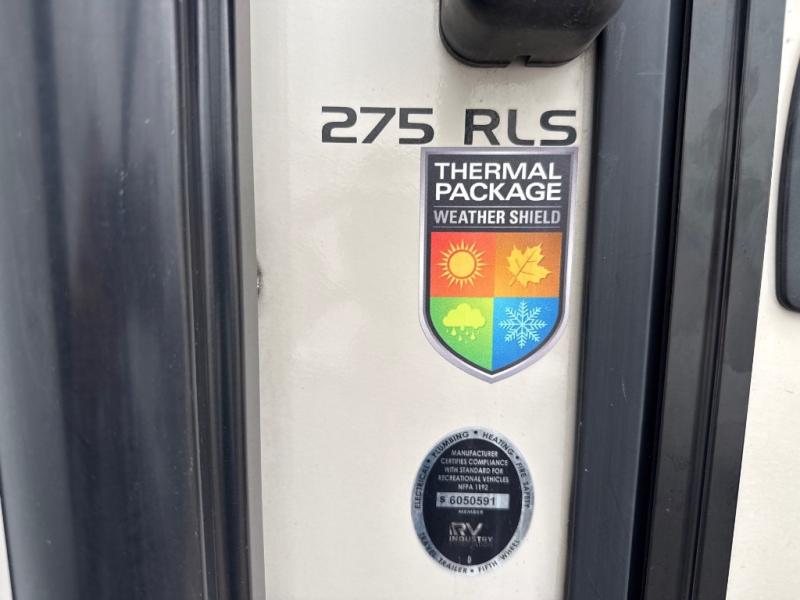 275 RLS
THERMAL
PACKAGE
WEATHER SHIELD
ELECTRICAL • PLUMBING • HEATING • FIRE SAFETY
MANUFACTURER
CERTIFIES COMPLIANCE
WITH STANDARD FOR
RECREATIONAL VEHICLES
NFPA 1192
S 6050591
MEMBER
RV
INDUSTRY
TRAVEL TRAILER • FIFTH WHEEL